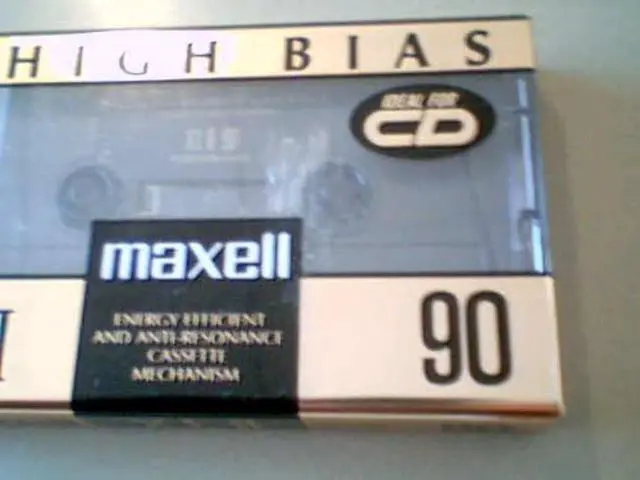 HIGH BIAS
IDEAL FOR
CD
maxell
ENERGY EFFICIENT
AND ANTI-RESONANCE
CASSETTE
MECHANISM
90